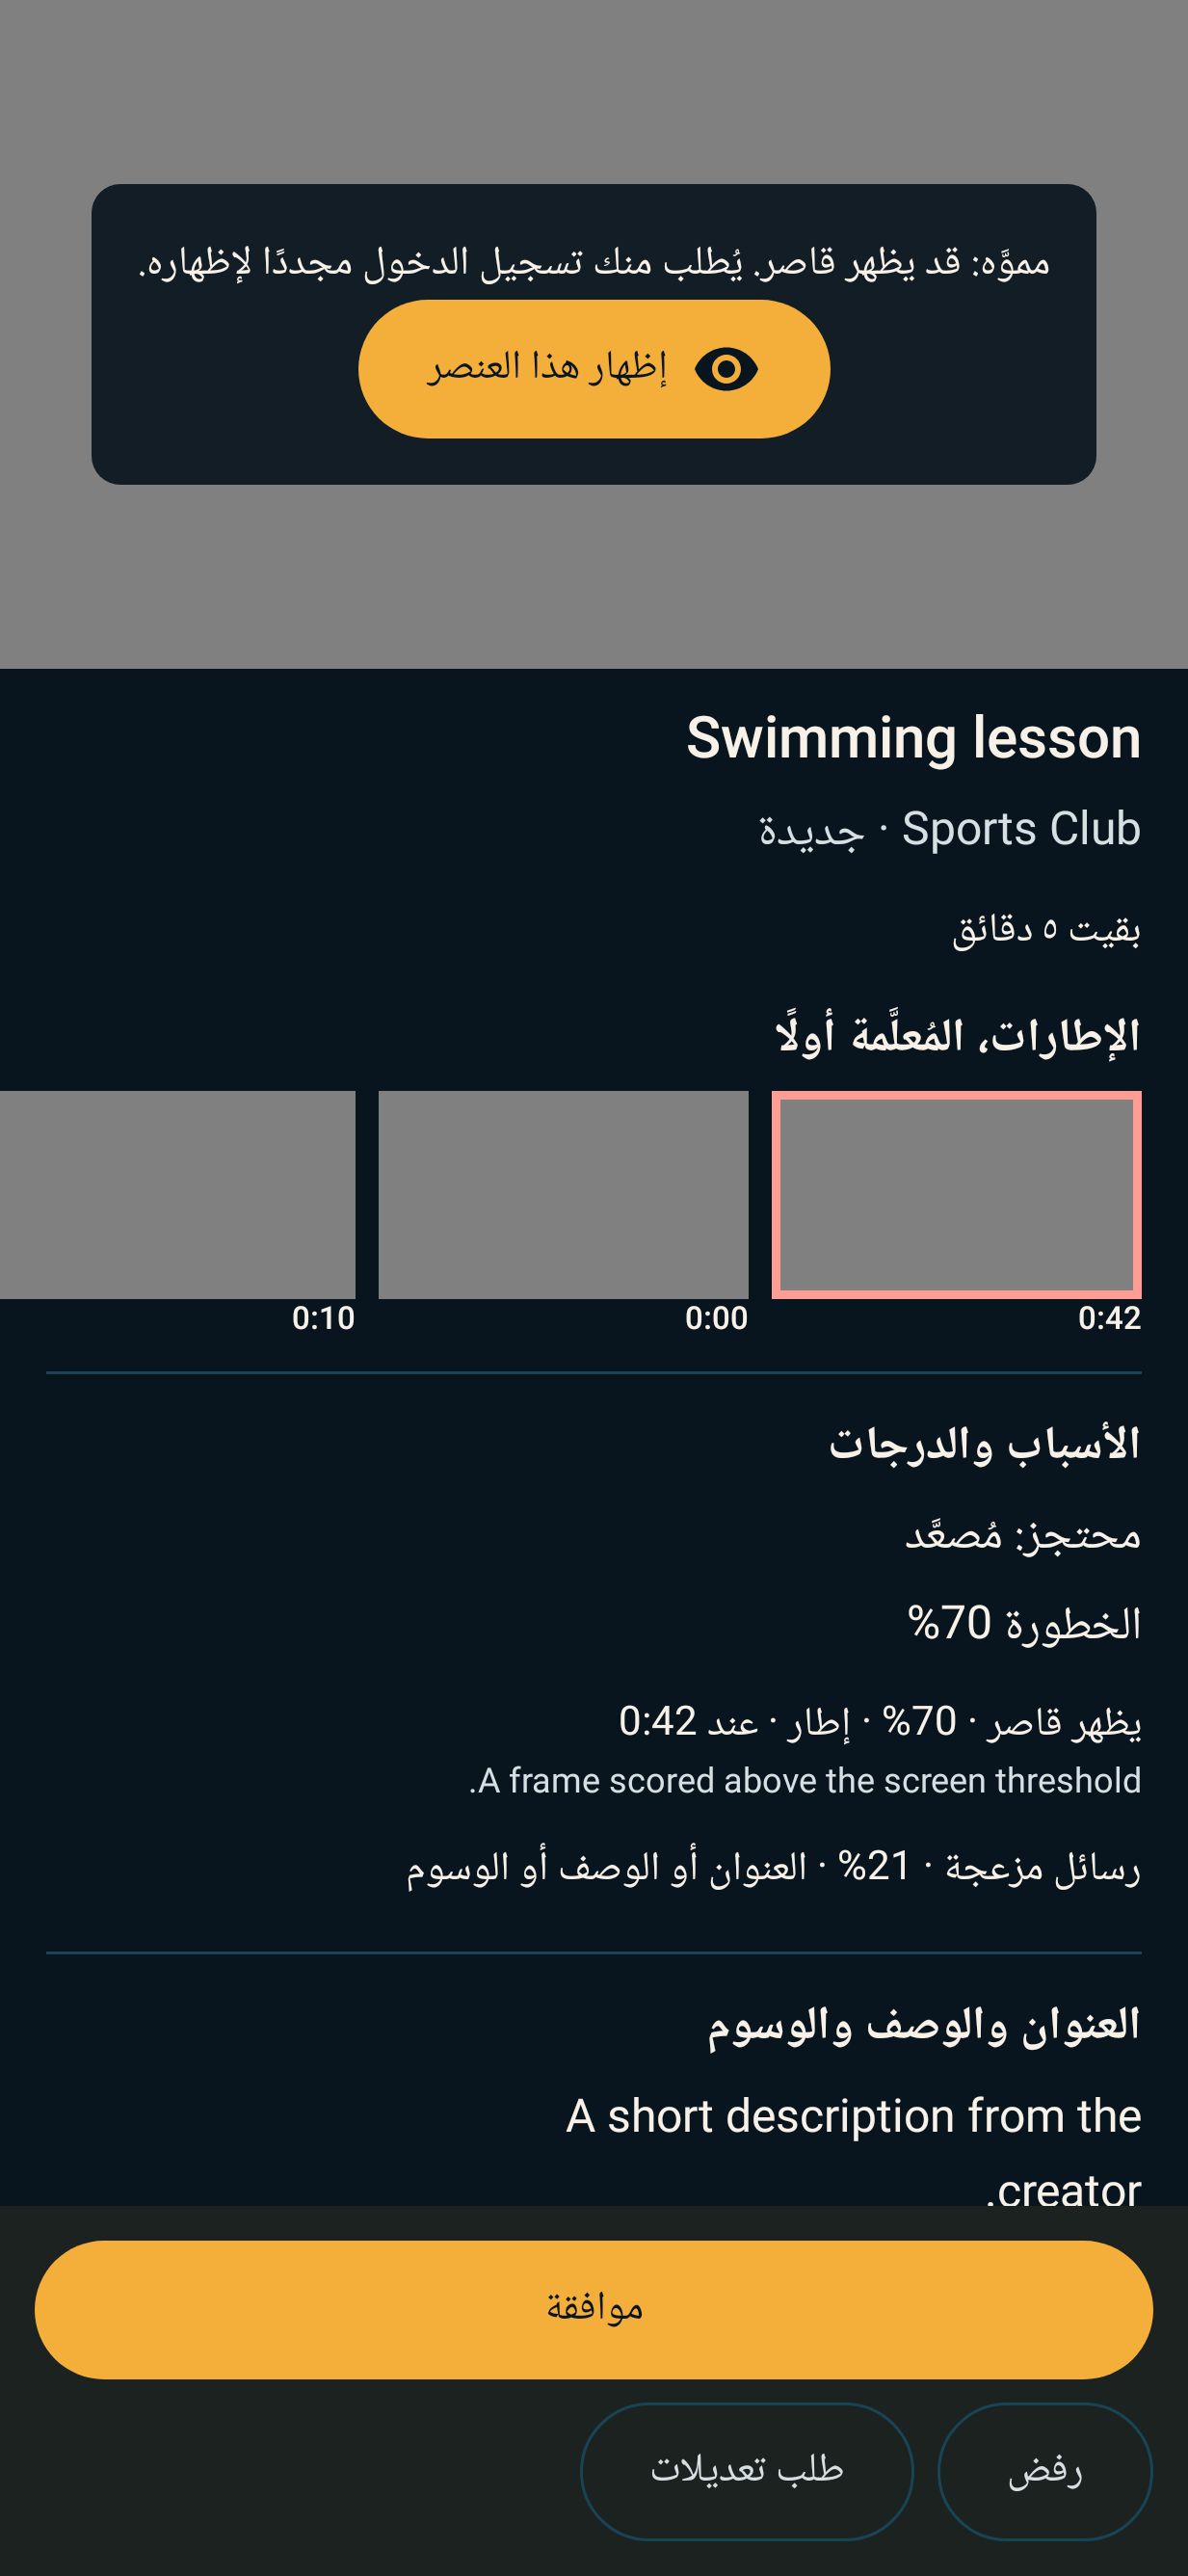 مموَّه: قد يظهر قاصر. يُطلب منك تسجيل الدخول مجددًا لإظهاره.
إظهار هذا العنصر
Swimming lesson
Sports Club · جديدة
بقيت ٥ دقائق
الإطارات، المُعلَّمة أولًا
0:42
0:00
0:10
الأسباب والدرجات
محتجز: مُصعَّد
الخطورة 70%
يظهر قاصر · 70% · إطار · عند 0:42
A frame scored above the screen threshold.
رسائل مزعجة · 21% · العنوان أو الوصف أو الوسوم
العنوان والوصف والوسوم
A short description from the
creator.
موافقة
رفض
طلب تعديلات